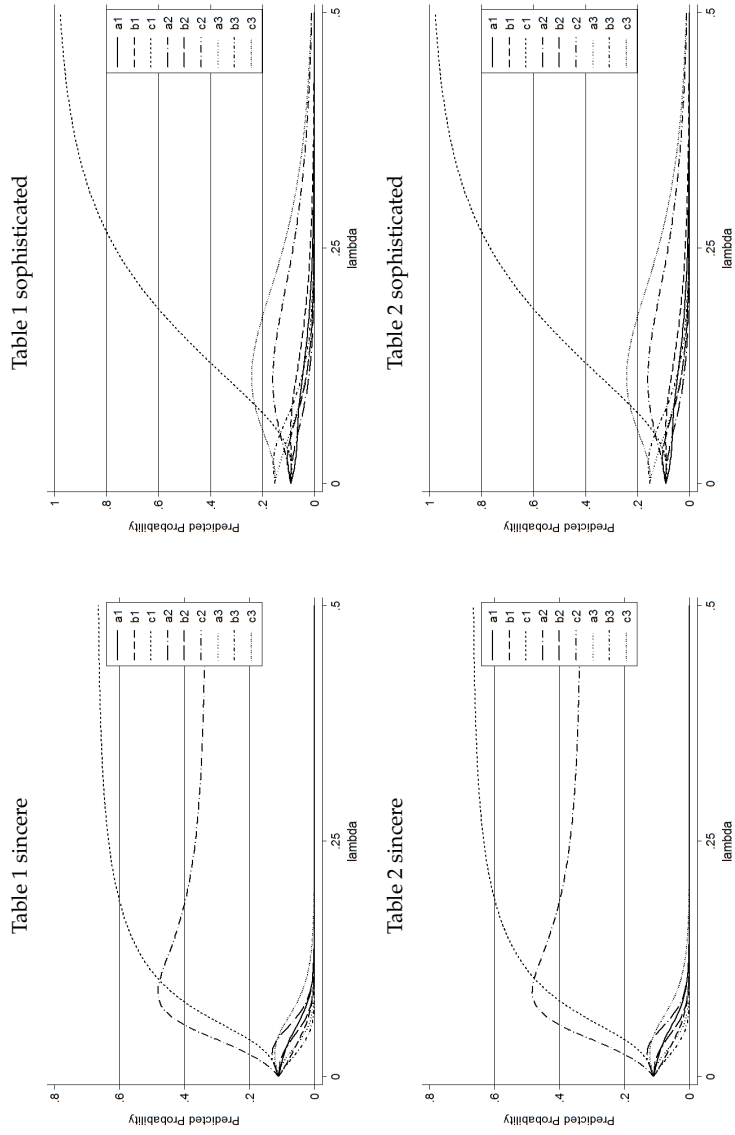 Table 1 sincere
Predicted Probability
.8
.6
.4
.2
0
0
.25
.5
lambda
a1
b1
c1
a2
b2
c2
a3
b3
c3
Table 1 sophisticated
Predicted Probability
1
.8
.6
.4
.2
0
0
.25
.5
lambda
a1
b1
c1
a2
b2
c2
a3
b3
c3
Table 2 sincere
Predicted Probability
.8
.6
.4
.2
0
0
.25
.5
lambda
a1
b1
c1
a2
b2
c2
a3
b3
c3
Table 2 sophisticated
Predicted Probability
1
.8
.6
.4
.2
0
0
.25
.5
lambda
a1
b1
c1
a2
b2
c2
a3
b3
c3